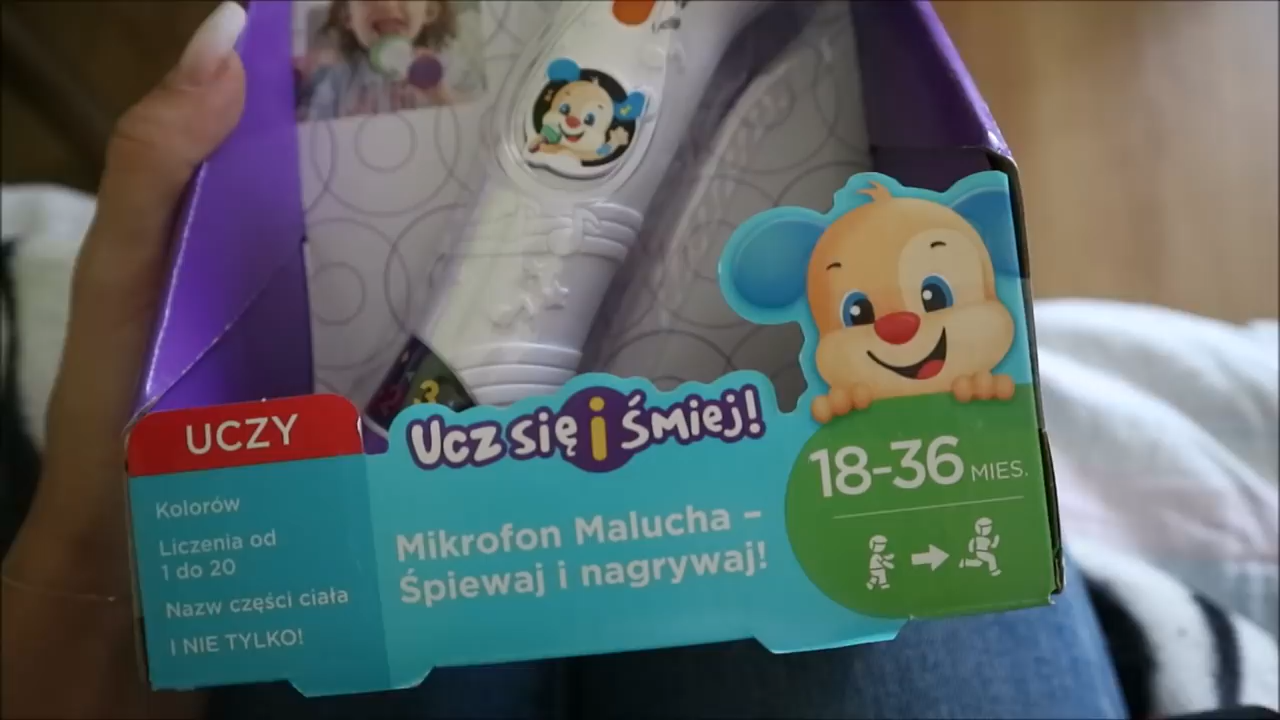 3
UCZY
Ucz się i śmiej!
18-36 MIES.
Kolorów
Liczenia od
1 do 20
Nazw części ciała
I NIE TYLKO!
Mikrofon Malucha –
Śpiewaj i nagrywaj!